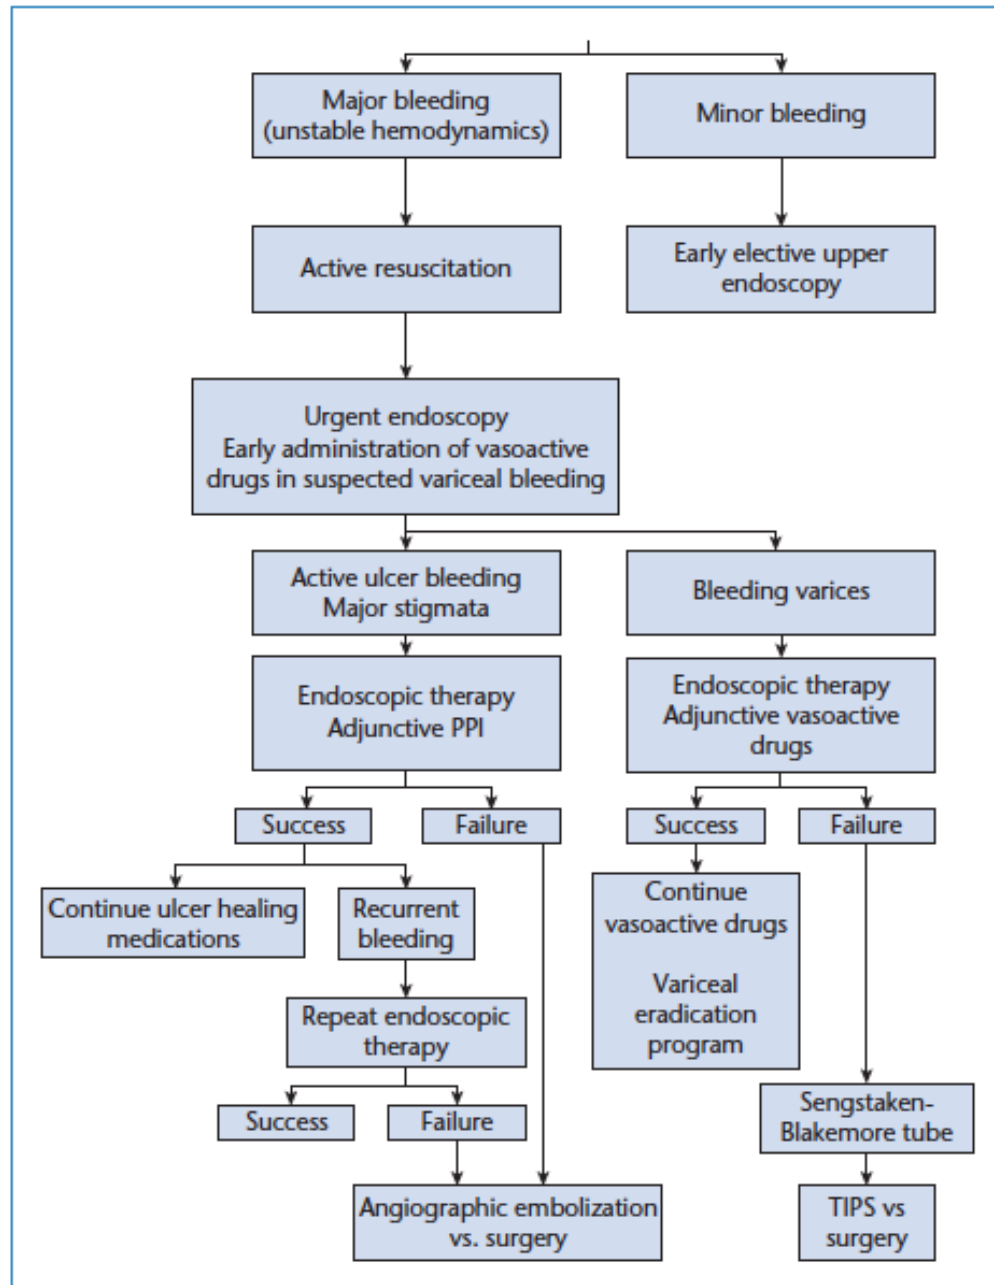 Major bleeding
(unstable hemodynamics)
Minor bleeding
Active resuscitation
Early elective upper
endoscopy
Urgent endoscopy
Early administration of vasoactive
drugs in suspected variceal bleeding
Active ulcer bleeding
Major stigmata
Bleeding varices
Endoscopic therapy
Adjunctive PPI
Endoscopic therapy
Adjunctive vasoactive
drugs
Success
Failure
Success
Failure
Continue ulcer healing
medications
Recurrent
bleeding
Continue
vasoactive drugs
Variceal
eradication
program
Repeat endoscopic
therapy
Success
Failure
Sengstaken-
Blakemore tube
Angiographic embolization
vs. surgery
TIPS vs
surgery